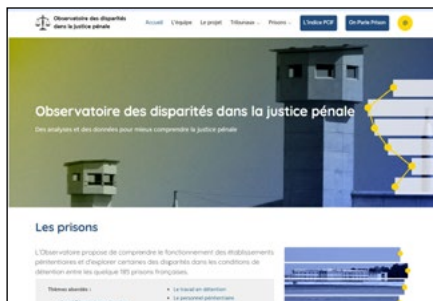 Observatoire des disparités
dans la justice pénale
Accueil L'équipe Le projet Tribunaux Prisons L'Indice PCIF On Parle Prison
Observatoire des disparités dans la justice pénale
Des analyses et des données pour mieux comprendre la justice pénale
Les prisons
L'Observatoire propose de comprendre le fonctionnement des établissements
pénitentiaires et d'explorer certaines des disparités dans les conditions de
détention entre les quelque 185 prisons françaises.
Thèmes abordés :
Le travail en détention
Le personnel pénitentiaire